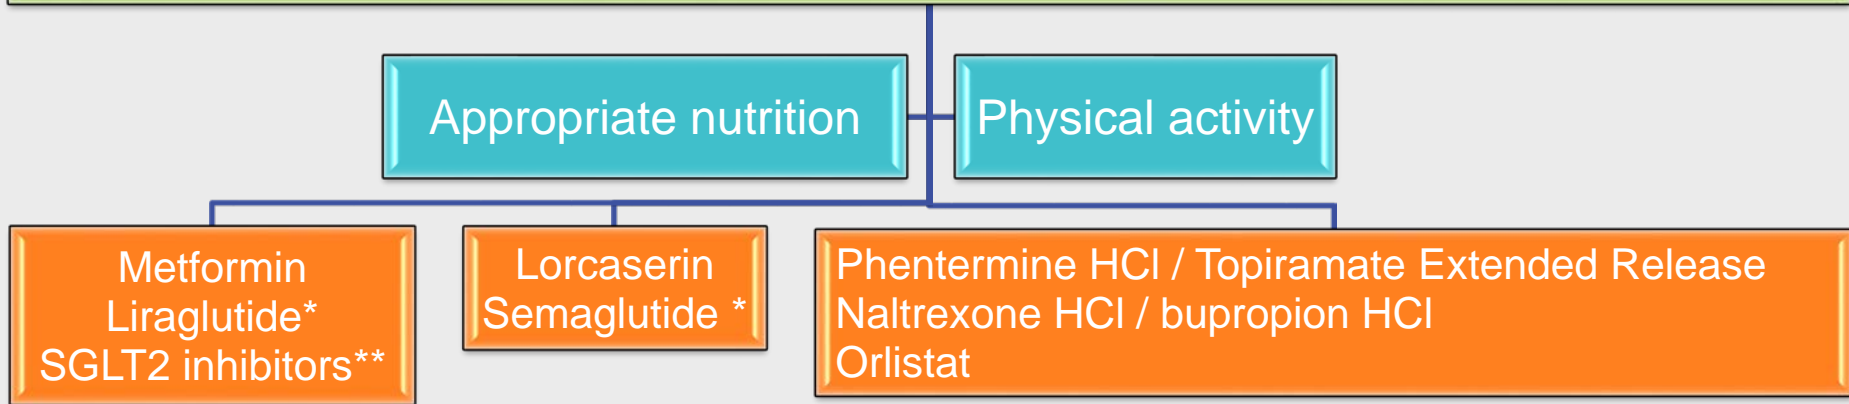 Appropriate nutrition
Physical activity
Metformin
Liraglutide*
SGLT2 inhibitors**
Lorcaserin
Semaglutide *
Phentermine HCl / Topiramate Extended Release
Naltrexone HCl / bupropion HCl
Orlistat